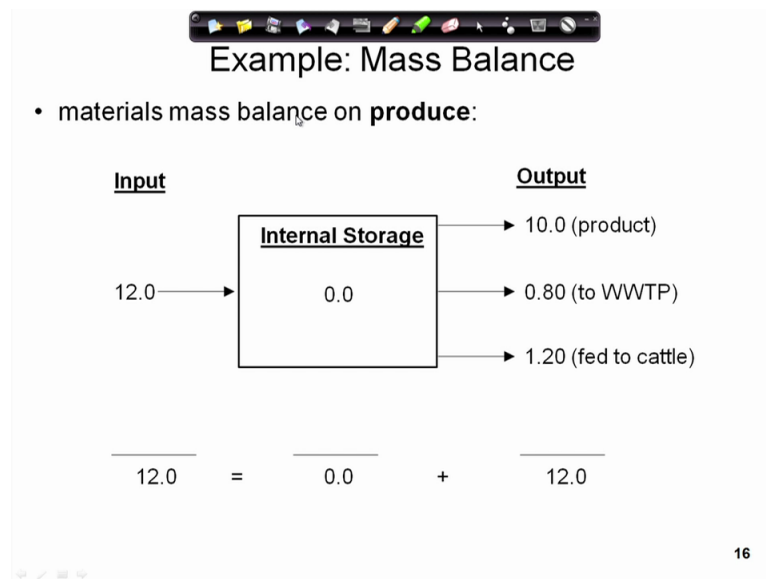 Example: Mass Balance
• materials mass balance on produce:
Input
Output
Internal Storage
10.0 (product)
12.0
0.0
0.80 (to WWTP)
1.20 (fed to cattle)
12.0 = 0.0 + 12.0
16